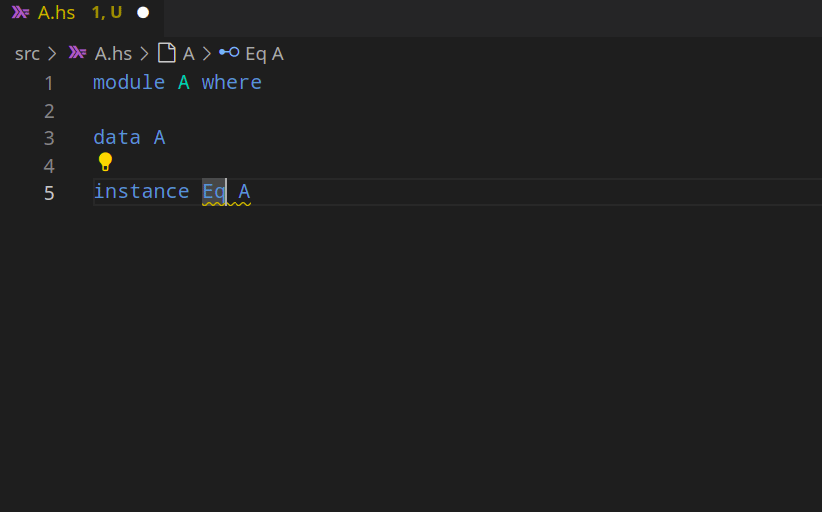 A.hs 1, U
src A.hs A Eq A
1 module A where
2
3 data A
4
5 instance Eq A